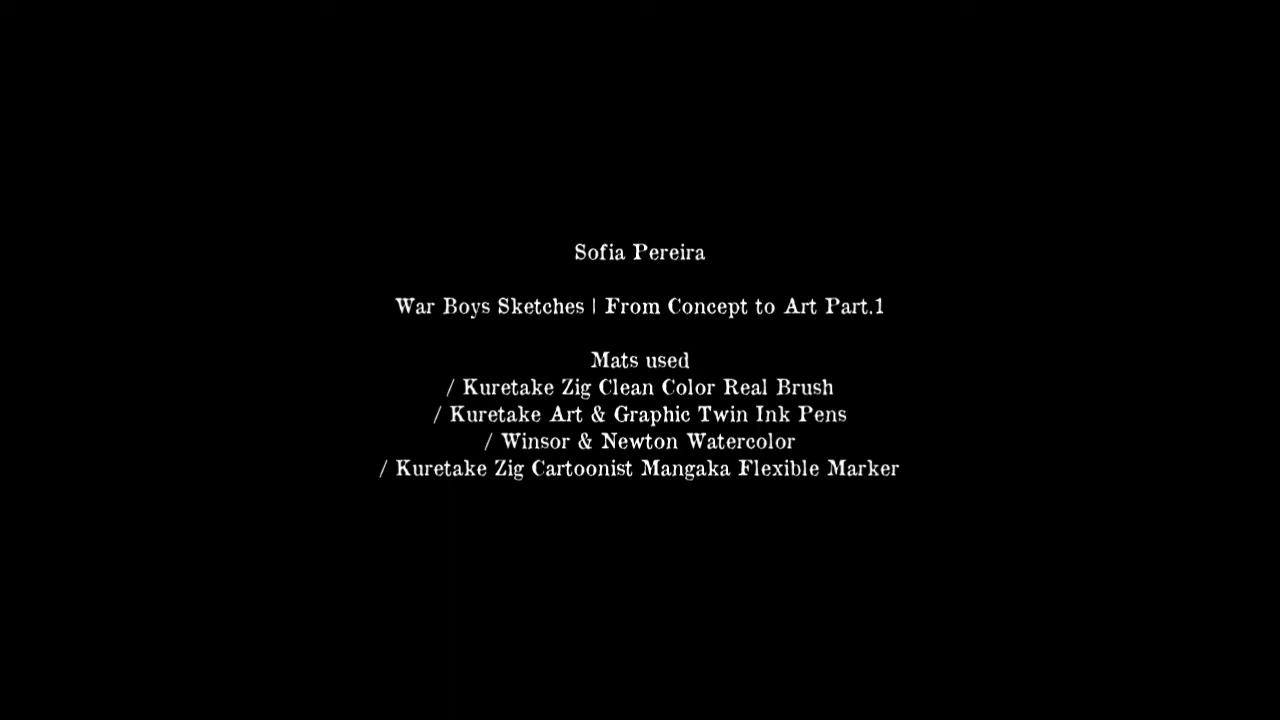 Sofia Pereira
War Boys Sketches | From Concept to Art Part.1
Mats used
/ Kuretake Zig Clean Color Real Brush
/ Kuretake Art & Graphic Twin Ink Pens
/ Winsor & Newton Watercolor
/ Kuretake Zig Cartoonist Mangaka Flexible Marker